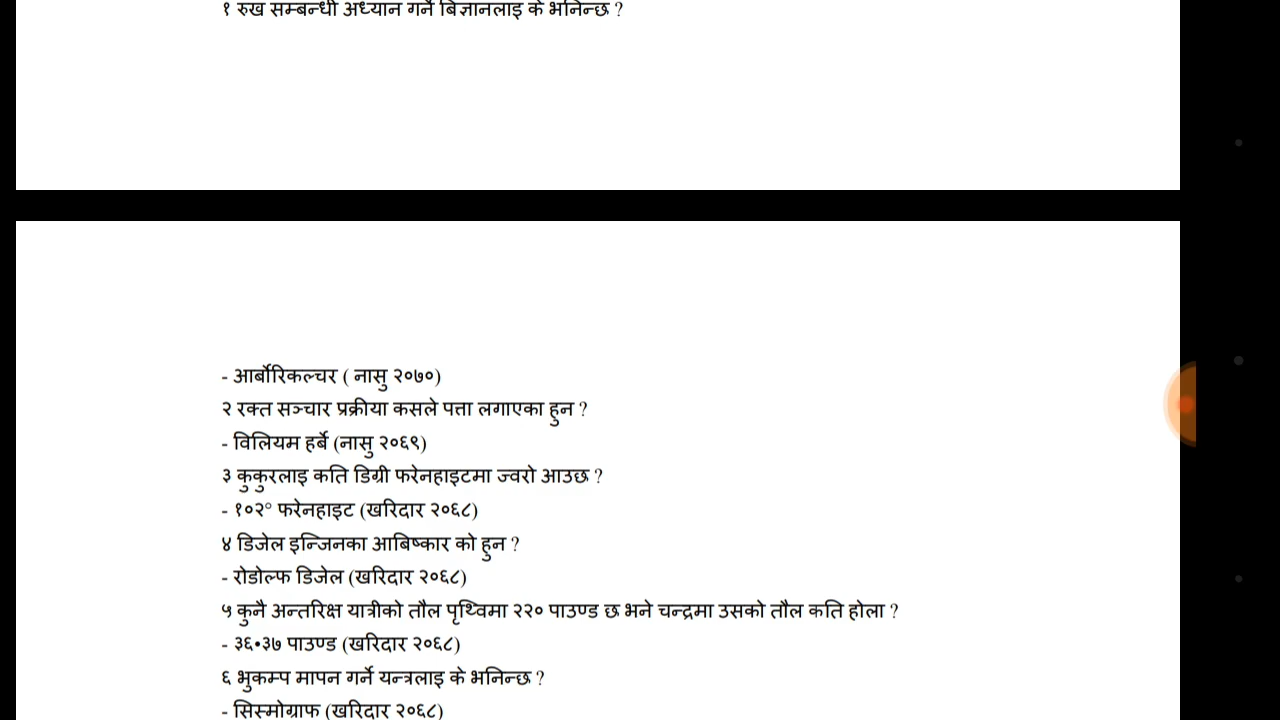 १ रुख सम्बन्धी अध्यान गर्ने बिज्ञानलाइ के भनिन्छ ?
- आर्बोरिकल्चर ( नासु २०७०)
२ रक्त सञ्चार प्रक्रीया कसले पत्ता लगाएका हुन ?
- विलियम हर्बे (नासु २०६९)
३ कुकुरलाइ कति डिग्री फरेनहाइटमा ज्वरो आउछ ?
- १०२° फरेनहाइट (खरिदार २०६८)
४ डिजेल इन्जिनका आबिष्कार को हुन ?
- रोडोल्फ डिजेल (खरिदार २०६८)
५ कुनै अन्तरिक्ष यात्रीको तौल पृथ्विमा २२० पाउण्ड छ भने चन्द्रमा उसको तौल कति होला ?
- ३६•३७ पाउण्ड (खरिदार २०६८)
६ भुकम्प मापन गर्ने यन्त्रलाइ के भनिन्छ ?
- सिस्मोग्राफ (खरिदार २०६८)